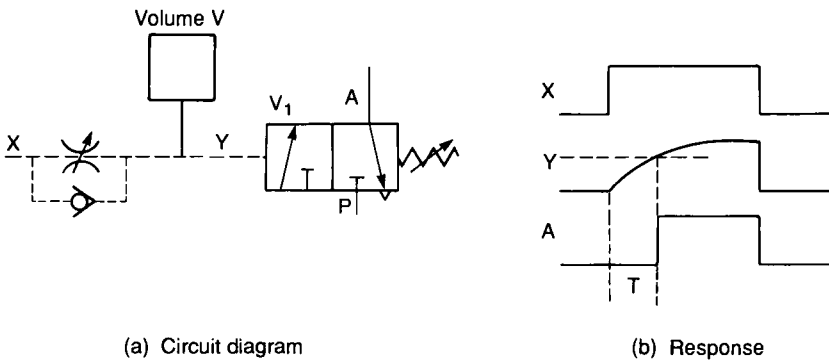 Volume V
V₁
A
X
Y
P
(a) Circuit diagram
X
Y
A
T
(b) Response